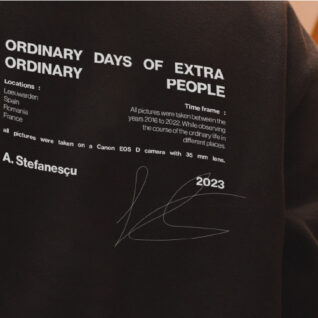 ORDINARY DAYS OF EXTRA
ORDINARY PEOPLE
Locations :
Leeuwarden
Spain
Romania
France
Time frame :
All pictures were taken between the
years 2016 to 2022. While observing
the course of the ordinary life in
different places.
all pictures were taken on a Canon EOS D camera with 35 mm lens.
A. Stefanesçu
2023